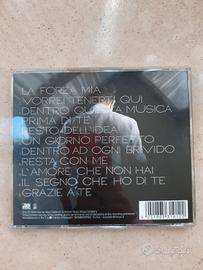 LA FORZA MIA
VORREI TENERTI QUI
DENTRO QUESTA MUSICA
PRIMA DI TE
RESTO DELL'IDEA
UN GIORNO PERFETTO
DENTRO AD OGNI BRIVIDO
RESTA CON ME
L'AMORE CHE NON HAI
IL SEGNO CHE HO DI TE
GRAZIE A TE
subito